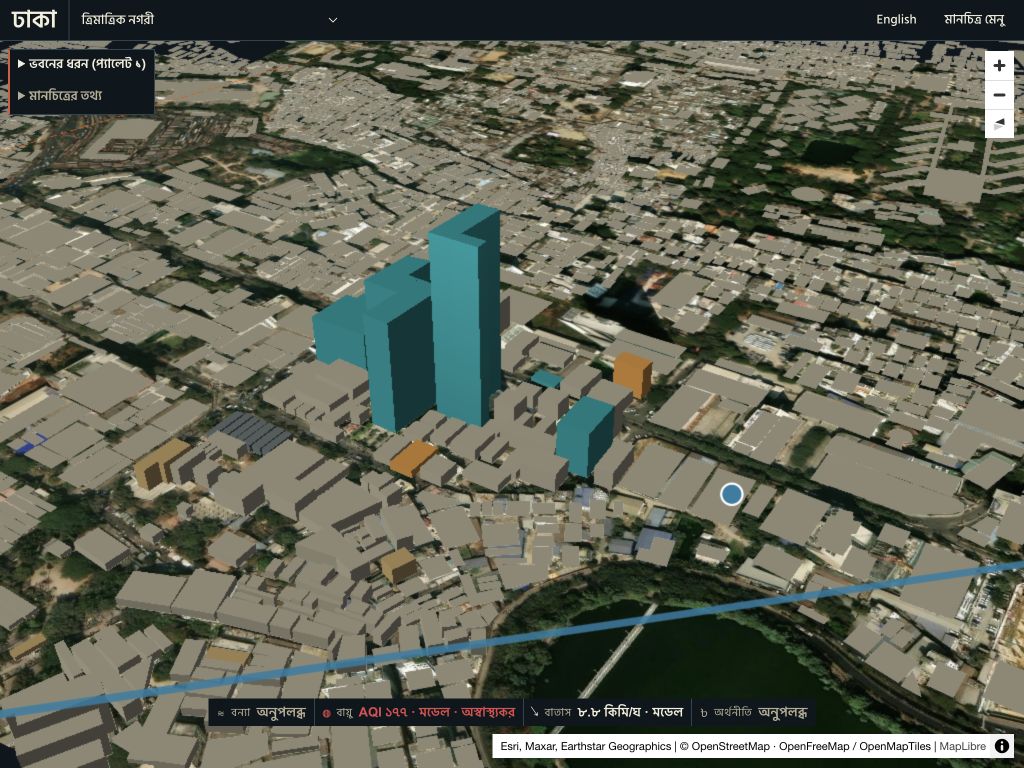 ঢাকা
ত্রিমাত্রিক নগরী
English
মানচিত্র মেনু
▶ ভবনের ধরন (প্যালেট ১)
▶ মানচিত্রের তথ্য
≈ বন্যা অনুপলব্ধ
◍ বায়ু AQI ১৭৭ · মডেল · অস্বাস্থ্যকর
↘ বাতাস ৮.৮ কিমি/ঘ · মডেল
৳ অর্থনীতি অনুপলব্ধ
Esri, Maxar, Earthstar Geographics | © OpenStreetMap · OpenFreeMap / OpenMapTiles | MapLibre